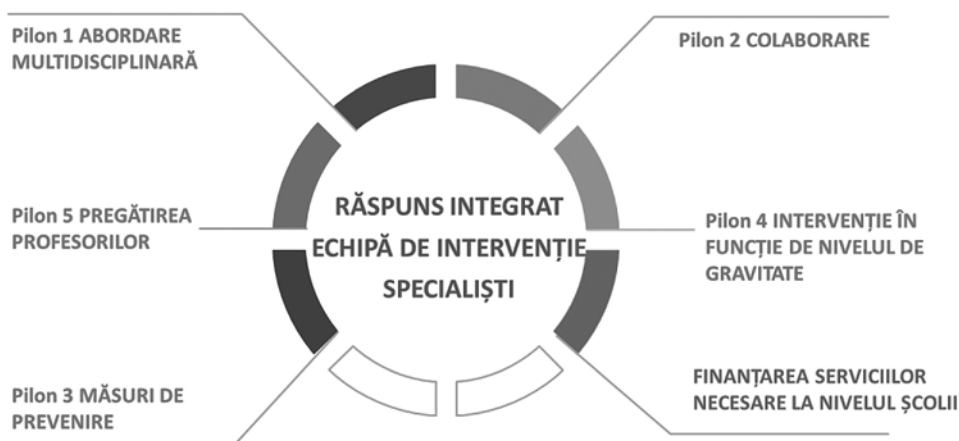 Pilon 1 ABORDARE
MULTIDISCIPLINARĂ
Pilon 2 COLABORARE
RĂSPUNS INTEGRAT
ECHIPĂ DE INTERVENȚIE
SPECIALIȘTI
Pilon 5 PREGĂTIREA
PROFESORILOR
Pilon 4 INTERVENȚIE ÎN
FUNCȚIE DE NIVELUL DE
GRAVITATE
Pilon 3 MĂSURI DE
PREVENIRE
FINANȚAREA SERVICIILOR
NECESARE LA NIVELUL ȘCOLII